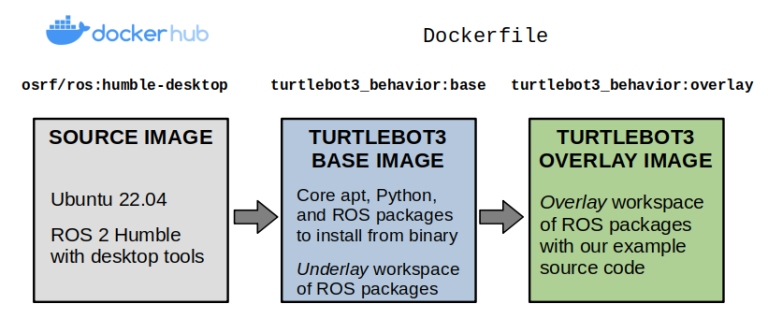 dockerhub
Dockerfile
osrf/ros:humble-desktop
turtlebot3_behavior:base
turtlebot3_behavior:overlay
SOURCE IMAGE
Ubuntu 22.04
ROS 2 Humble
with desktop tools
TURTLEBOT3
BASE IMAGE
Core apt, Python,
and ROS packages
to install from binary
Underlay workspace
of ROS packages
TURTLEBOT3
OVERLAY IMAGE
Overlay workspace
of ROS packages
with our example
source code